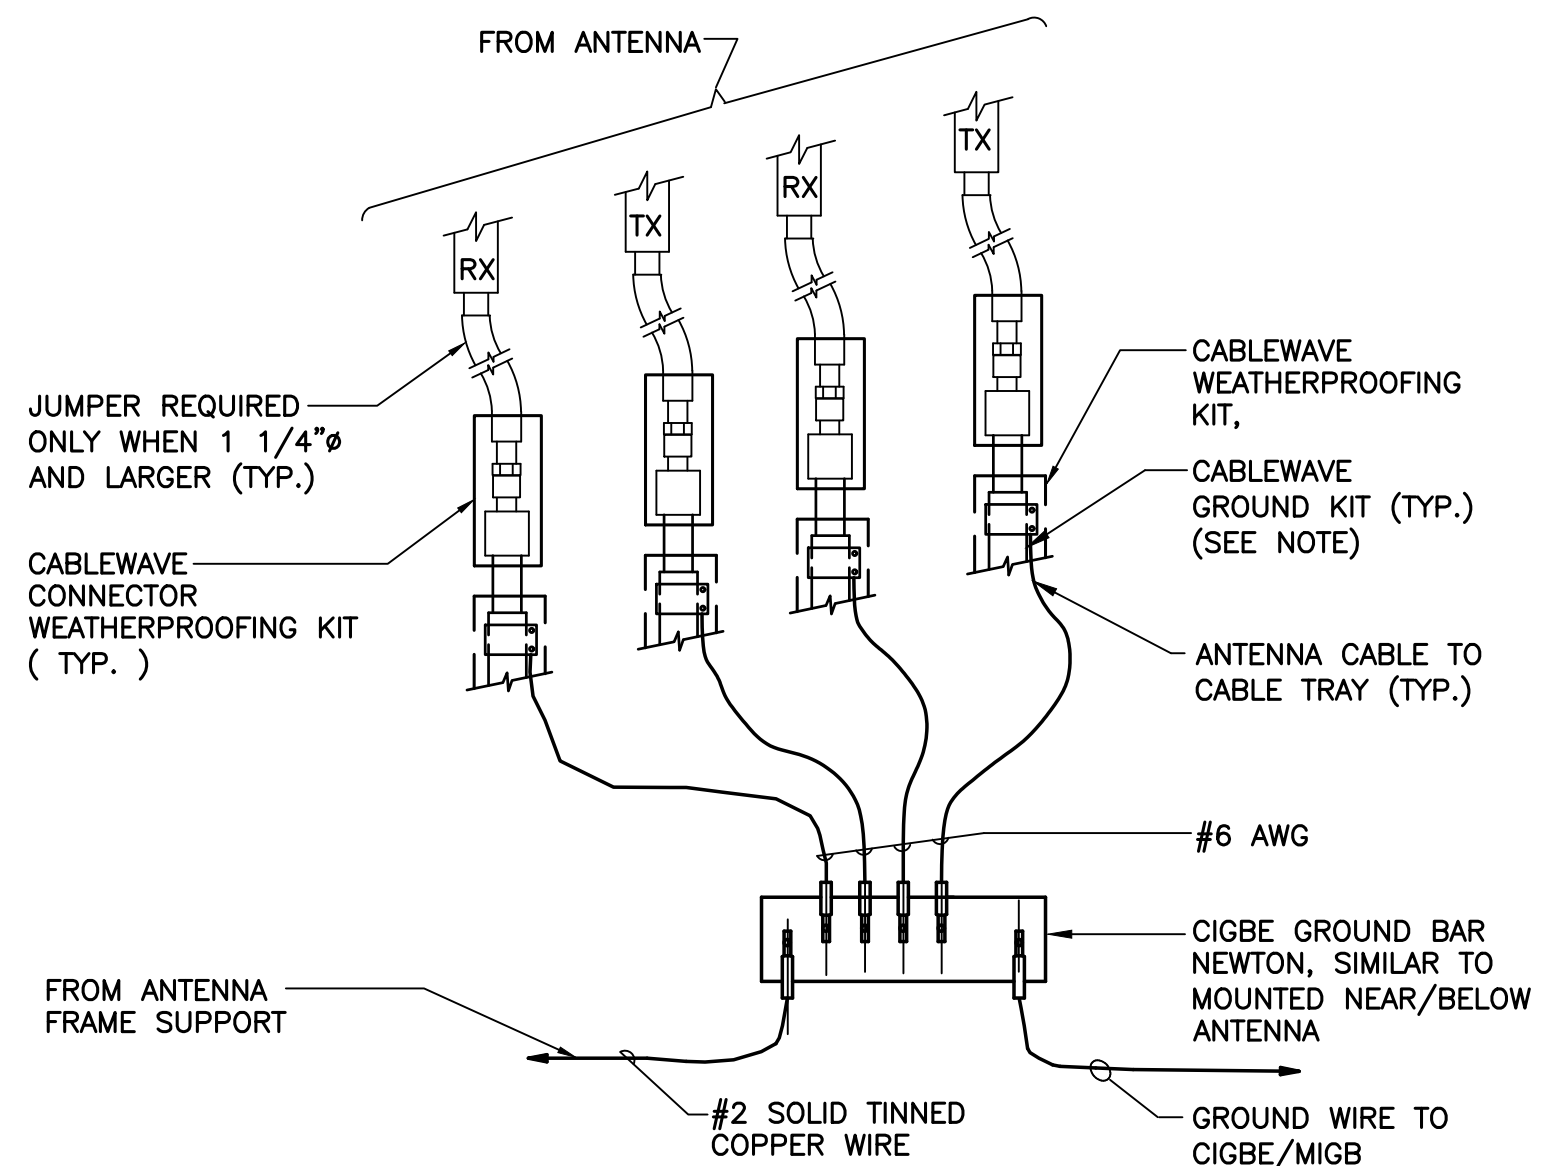 FROM ANTENNA
TX
RX
TX
RX
JUMPER REQUIRED
ONLY WHEN 1 1/4"ø
AND LARGER (TYP.)
CABLEWAVE
CONNECTOR
WEATHERPROOFING KIT
( TYP. )
CABLEWAVE
WEATHERPROOFING
KIT,
CABLEWAVE
GROUND KIT (TYP.)
(SEE NOTE)
ANTENNA CABLE TO
CABLE TRAY (TYP.)
#6 AWG
CIGBE GROUND BAR
NEWTON, SIMILAR TO
MOUNTED NEAR/BELOW
ANTENNA
FROM ANTENNA
FRAME SUPPORT
#2 SOLID TINNED
COPPER WIRE
GROUND WIRE TO
CIGBE/MIGB